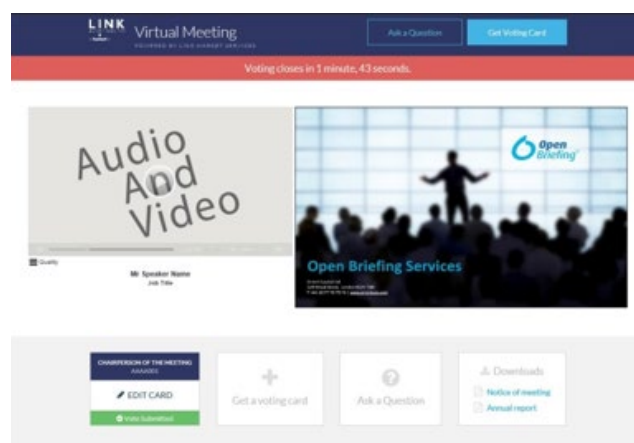 LINK
Virtual Meeting
POWERED BY LINK MARKET SERVICES
Ask a Question
Get Voting Card
Voting closes in 1 minute, 43 seconds.
Audio
And
Video
Open
Briefing
Quality
Mr Speaker Name
Job Title
Open Briefing Services
CHAIRPERSON OF THE MEETING
EDIT CARD
Vote Submitted
Get a voting card
Ask a Question
Downloads
Notice of meeting
Annual report